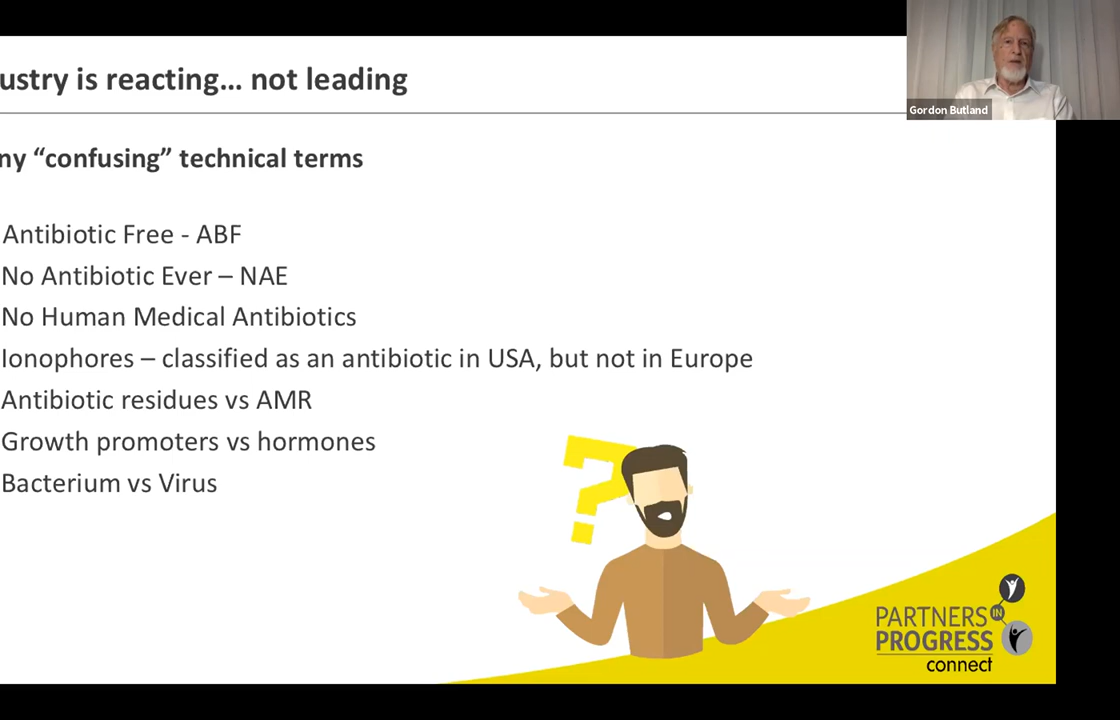 ustry is reacting... not leading
Gordon Butland
ny “confusing” technical terms
Antibiotic Free - ABF
No Antibiotic Ever – NAE
No Human Medical Antibiotics
Ionophores – classified as an antibiotic in USA, but not in Europe
Antibiotic residues vs AMR
Growth promoters vs hormones
Bacterium vs Virus
?
PARTNERS IN
PROGRESS
connect